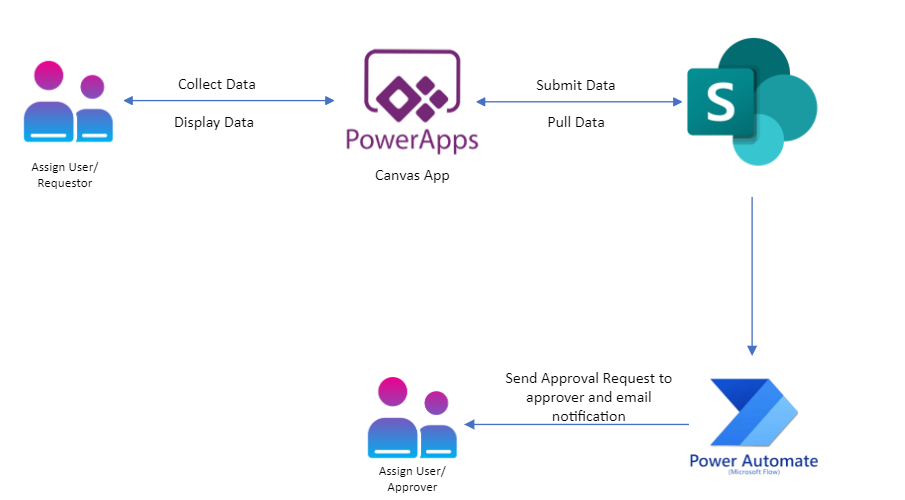 Collect Data
Display Data
Assign User/
Requestor
PowerApps
Canvas App
Submit Data
Pull Data
S
Send Approval Request to
approver and email
notification
Power Automate
(Microsoft Flow)
Assign User/
Approver